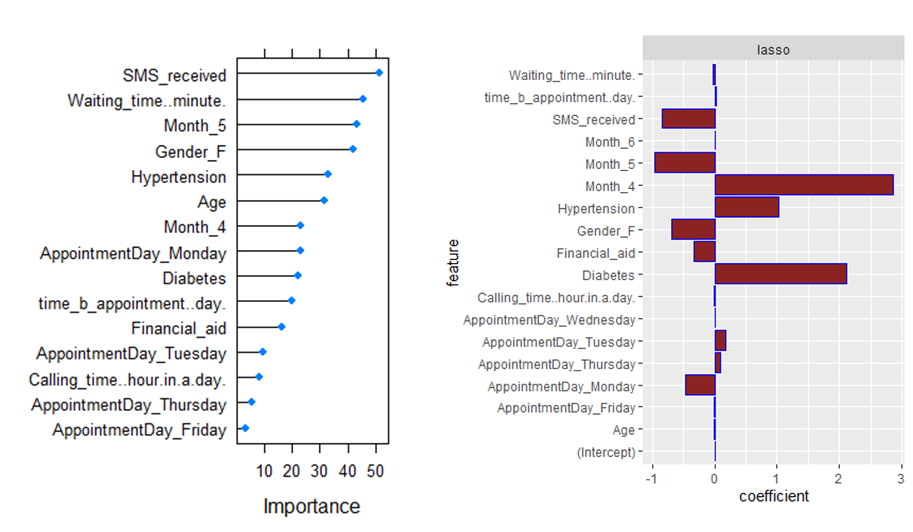 SMS_received
Waiting_time..minute.
Month_5
Gender_F
Hypertension
Age
Month_4
AppointmentDay_Monday
Diabetes
time_b_appointment..day.
Financial_aid
AppointmentDay_Tuesday
Calling_time..hour.in.a.day.
AppointmentDay_Thursday
AppointmentDay_Friday
10 20 30 40 50
Importance
lasso
feature
Waiting_time..minute.
time_b_appointment..day.
SMS_received
Month_6
Month_5
Month_4
Hypertension
Gender_F
Financial_aid
Diabetes
Calling_time..hour.in.a.day.
AppointmentDay_Wednesday
AppointmentDay_Tuesday
AppointmentDay_Thursday
AppointmentDay_Monday
AppointmentDay_Friday
Age
(Intercept)
-1 0 1 2 3
coefficient